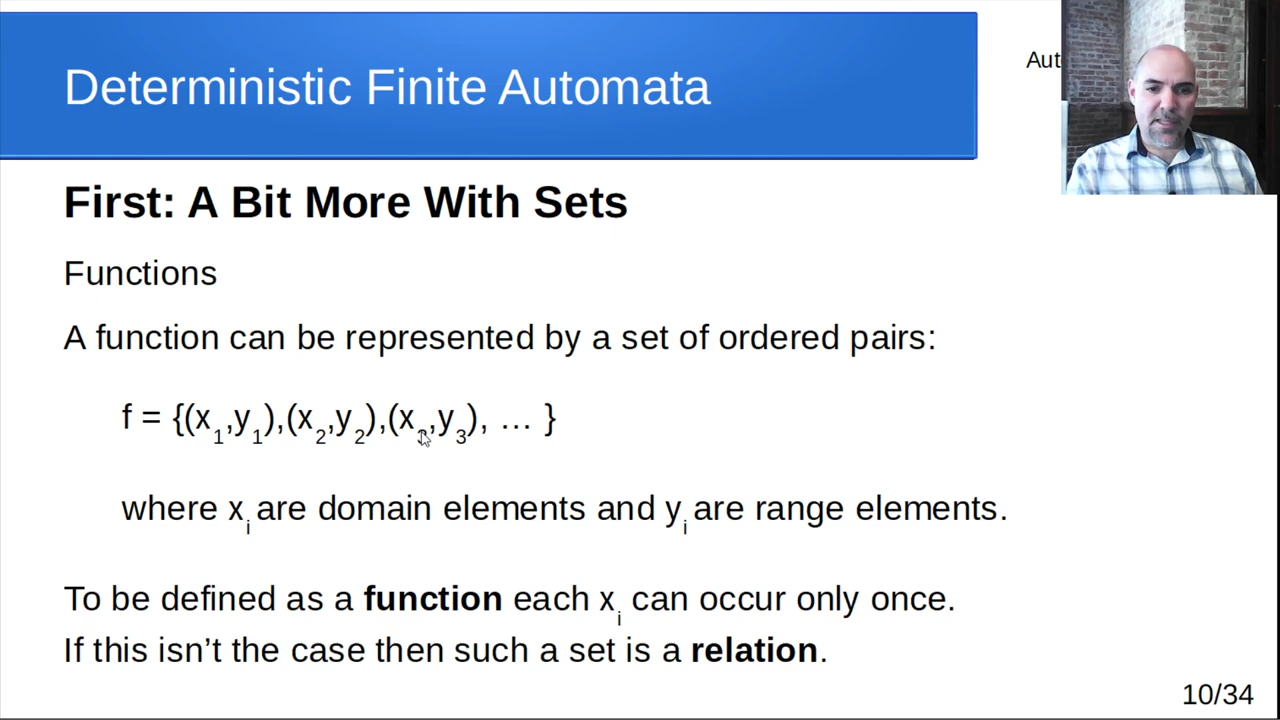 Deterministic Finite Automata
Aut
First: A Bit More With Sets
Functions
A function can be represented by a set of ordered pairs:
f = {(x₁,y₁),(x₂,y₂),(x₃,y₃), … }
where xᵢ are domain elements and yᵢ are range elements.
To be defined as a function each xᵢ can occur only once.
If this isn’t the case then such a set is a relation.
10/34